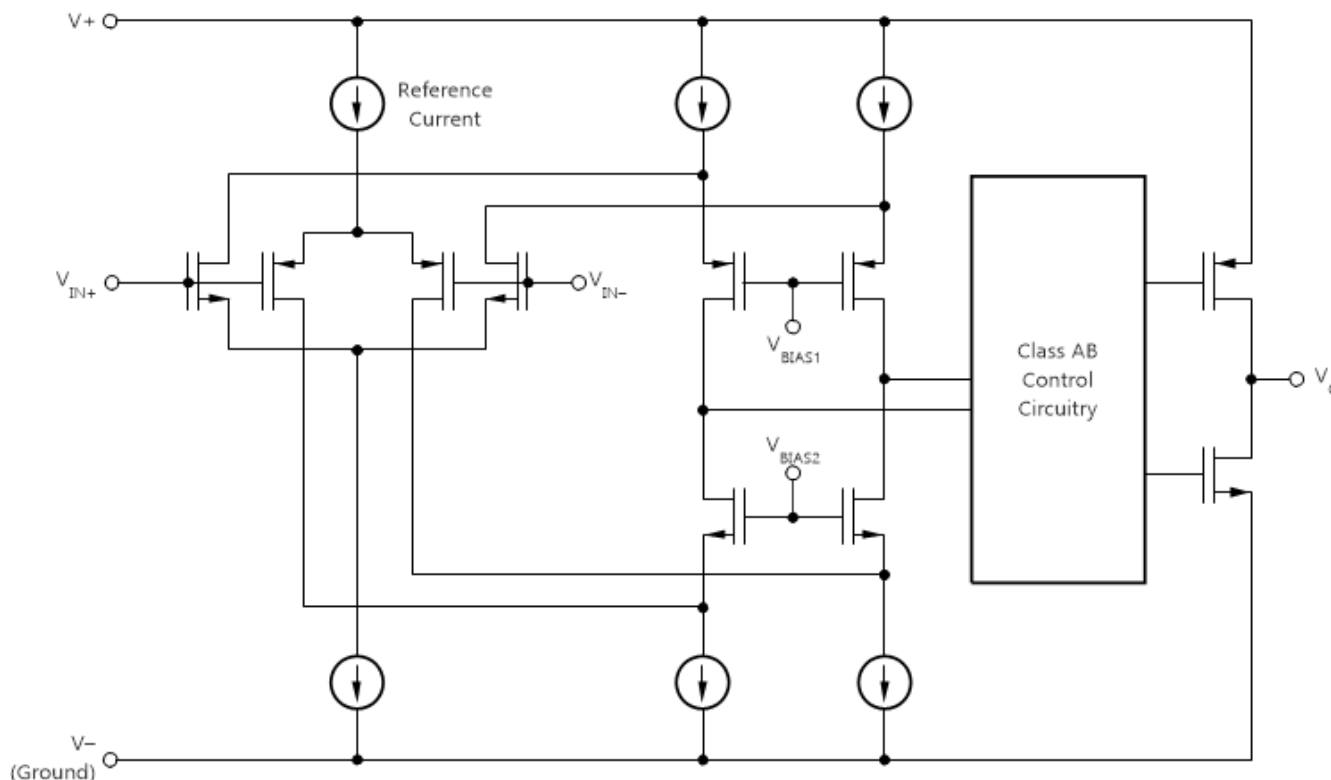 V+
Reference
Current
VIN+
VIN−
VBIAS1
Class AB
Control
Circuitry
VBIAS2
V−
(Ground)